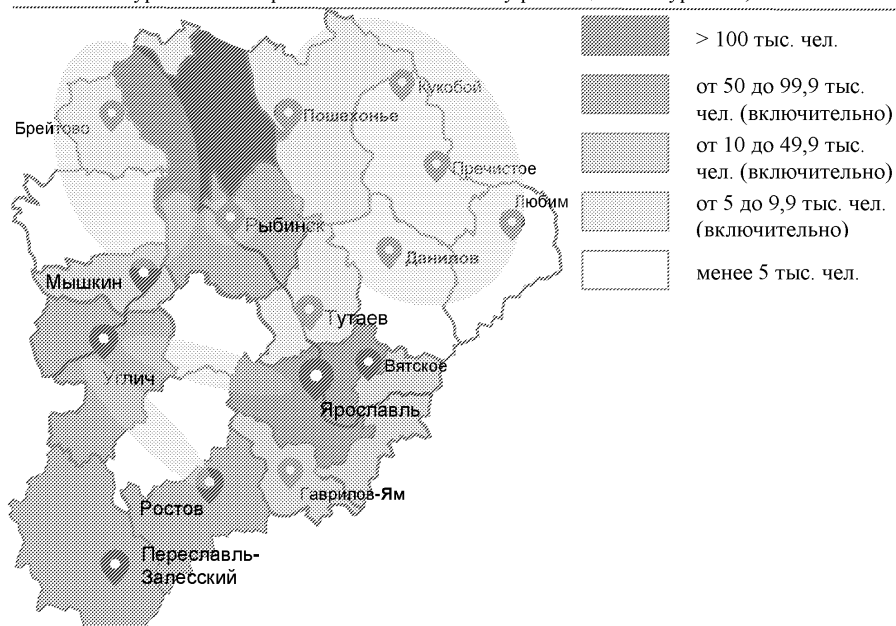 > 100 тыс. чел.
от 50 до 99,9 тыс.
чел. (включительно)
от 10 до 49,9 тыс.
чел. (включительно)
от 5 до 9,9 тыс. чел.
(включительно)
менее 5 тыс. чел.
Кукобой
Брейтово
Пошехонье
Пречистое
Любим
Рыбинск
Данилов
Мышкин
Тутаев
Вятское
Углич
Ярославль
Гаврилов-Ям
Ростов
Переславль-
Залесский